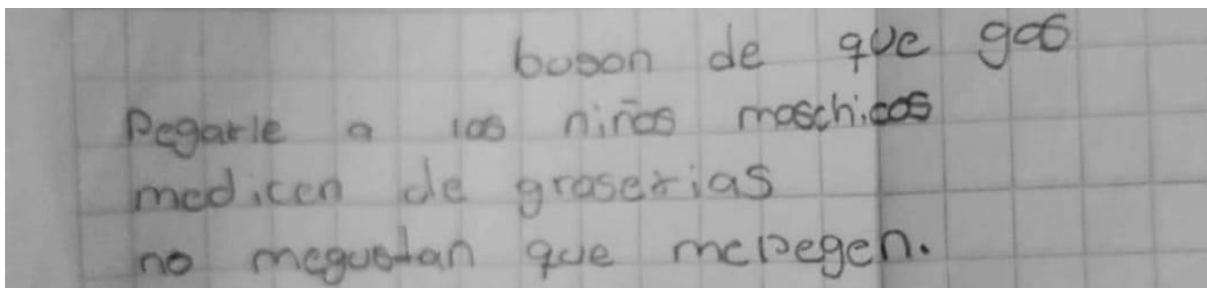 buson de que gas
Pegarle a los niños maschicos
medicen de groserias
no megustan que mepegen.